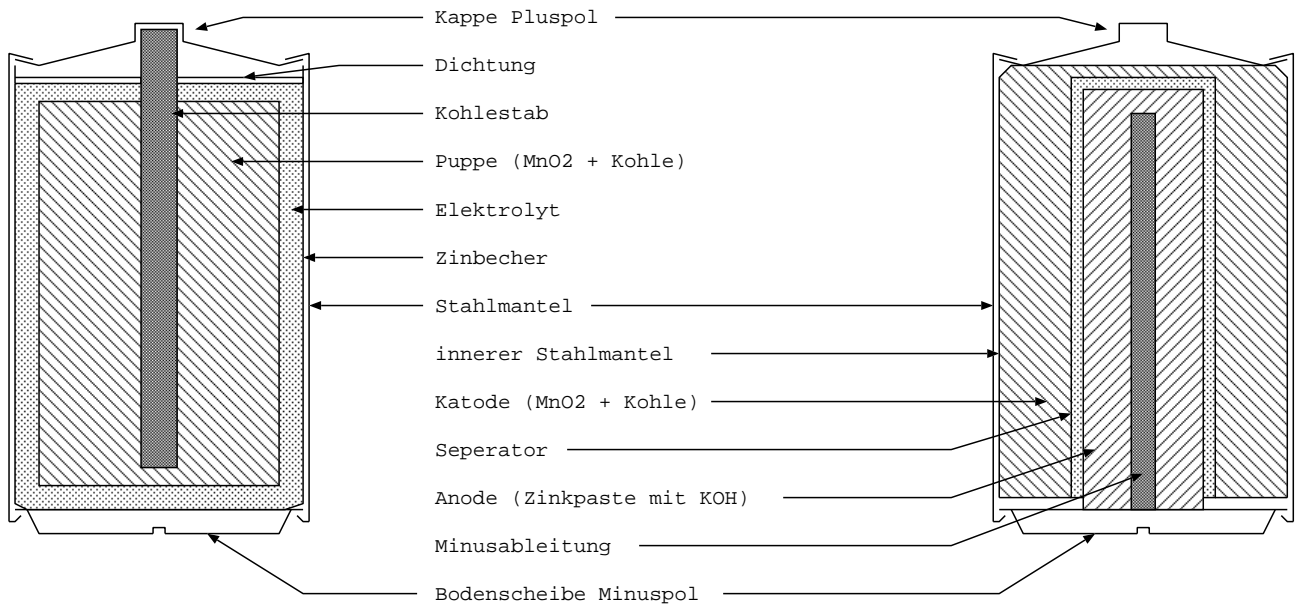 Kappe Pluspol
Dichtung
Kohlestab
Puppe (MnO2 + Kohle)
Elektrolyt
Zinbecher
Stahlmantel
innerer Stahlmantel
Katode (MnO2 + Kohle)
Seperator
Anode (Zinkpaste mit KOH)
Minusableitung
Bodenscheibe Minuspol